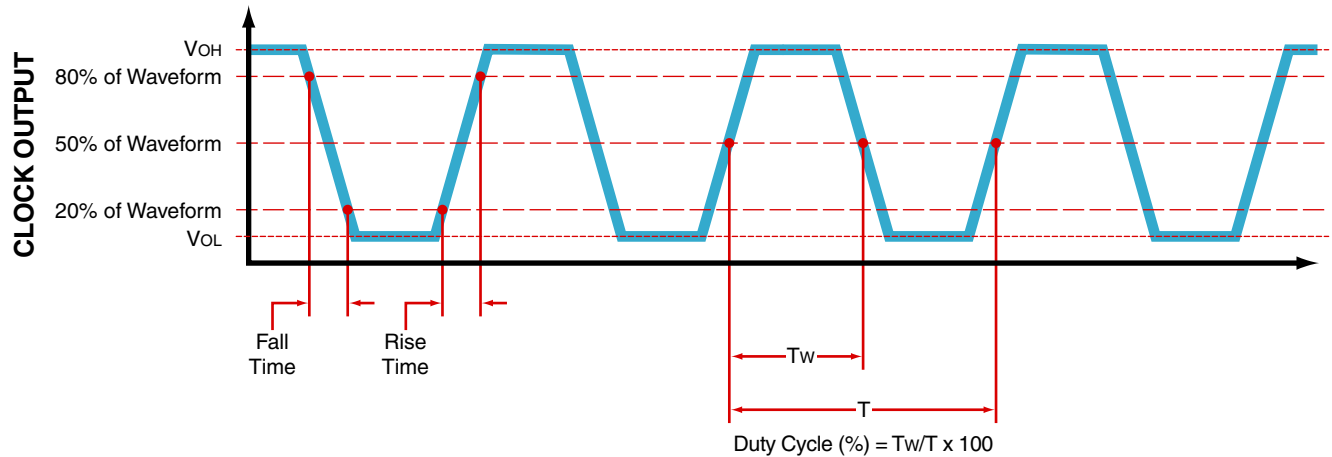 CLOCK OUTPUT
VOH
80% of Waveform
50% of Waveform
20% of Waveform
VOL
Fall
Time
Rise
Time
TW
T
Duty Cycle (%) = TW/T x 100